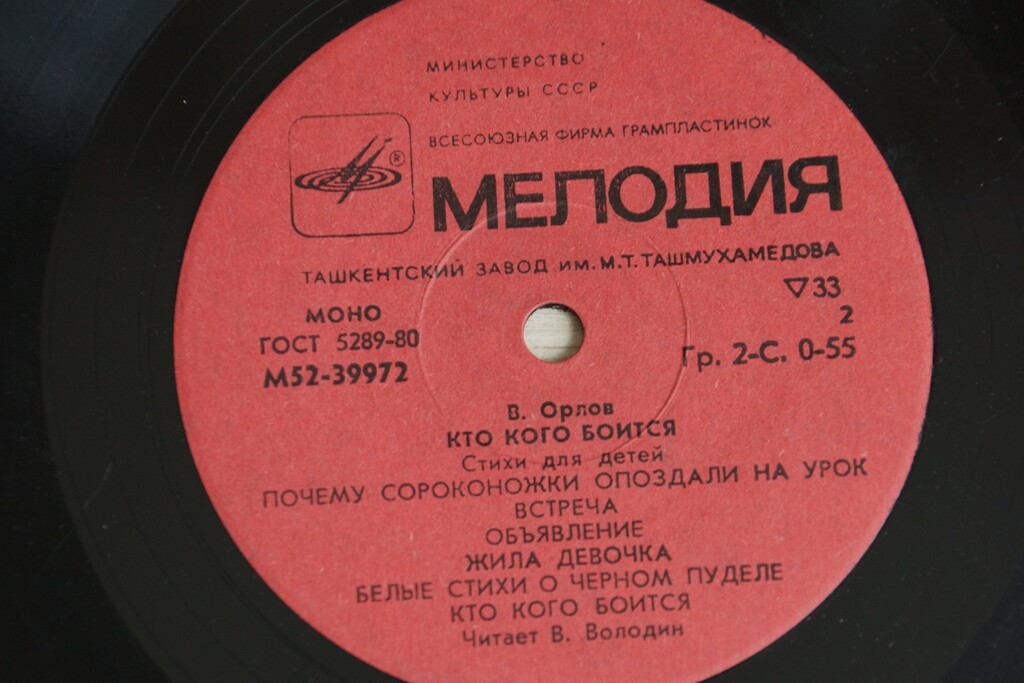 МИНИСТЕРСТВО
КУЛЬТУРЫ СССР
ВСЕСОЮЗНАЯ ФИРМА ГРАМПЛАСТИНОК
®
МЕЛОДИЯ
ТАШКЕНТСКИЙ ЗАВОД ИМ. М.Т. ТАШМУХАМЕДОВА
МОНО
▽33
ГОСТ 5289-80
2
М52-39972
Гр. 2-С. 0-55
В. Орлов
КТО КОГО БОИТСЯ
Стихи для детей
ПОЧЕМУ СОРОКОНОЖКИ ОПОЗДАЛИ НА УРОК
ВСТРЕЧА
ОБЪЯВЛЕНИЕ
ЖИЛА ДЕВОЧКА
БЕЛЫЕ СТИХИ О ЧЕРНОМ ПУДЕЛЕ
КТО КОГО БОИТСЯ
Читает В. Володин